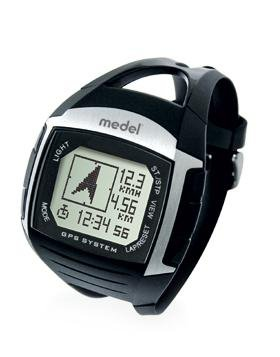 medel
LIGHT
ST./STP VIEW
12.3
KMH
4.56
KM
12:34:56
MODE
LAP/RESET
GPS SYSTEM